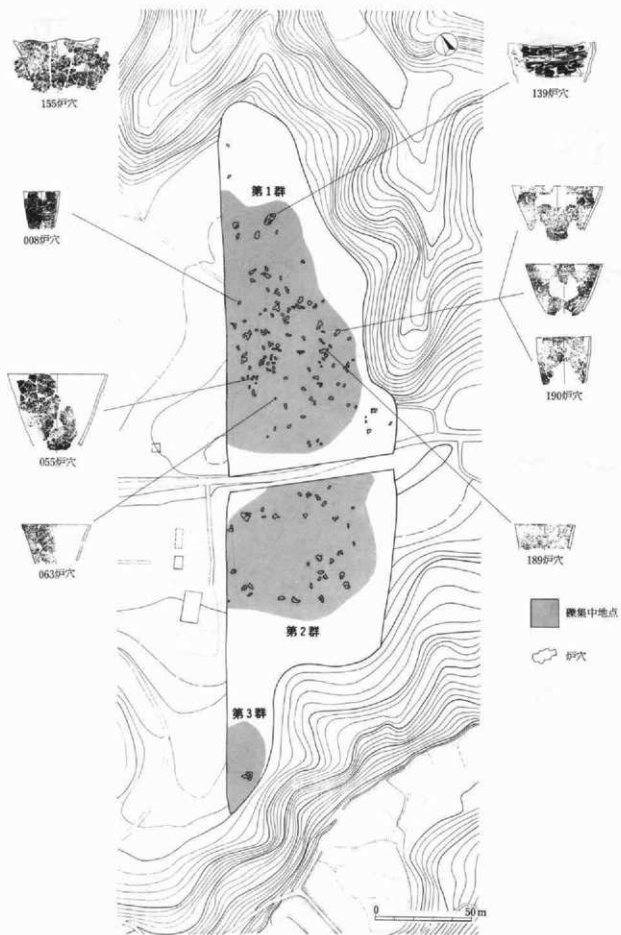 155炉穴
139炉穴
第1群
008炉穴
190炉穴
055炉穴
063炉穴
189炉穴
礫集中地点
第2群
炉穴
第3群
0 50m